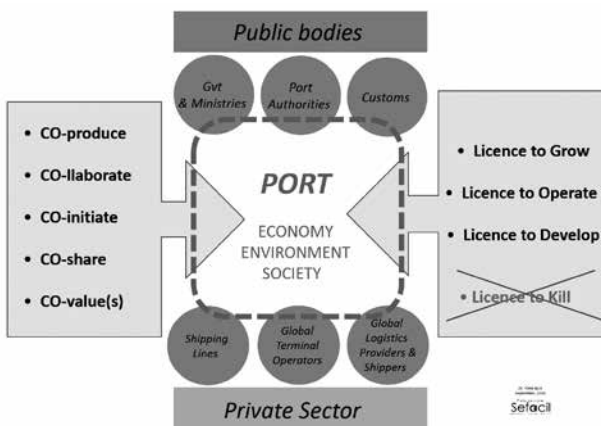 Public bodies
Gvt
& Ministries
Port
Authorities
Customs
• CO-produce
• CO-llaborate
• CO-initiate
• CO-share
• CO-value(s)
PORT
ECONOMY
ENVIRONMENT
SOCIETY
• Licence to Grow
• Licence to Operate
• Licence to Develop
• Licence to Kill
Shipping
Lines
Global
Terminal
Operators
Global
Logistics
Providers &
Shippers
Private Sector
Sefacil